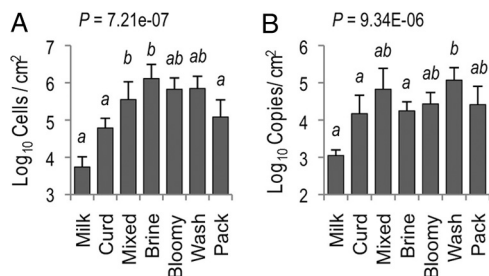 A
P = 7.21e-07
Log10 Cells/cm2
7
6
5
4
3
a
a
ab
b
ab
ab
a
Milk
Curd
Mixed
Brine
Bloomy
Wash
Pack
B
P = 9.34E-06
Log10 Copies/cm2
6
5
4
3
2
a
a
ab
a
ab
b
ab
Milk
Curd
Mixed
Brine
Bloomy
Wash
Pack